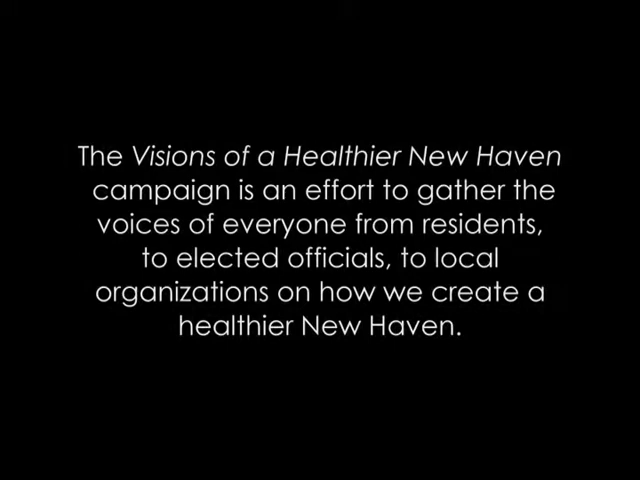 The Visions of a Healthier New Haven
campaign is an effort to gather the
voices of everyone from residents,
to elected officials, to local
organizations on how we create a
healthier New Haven.